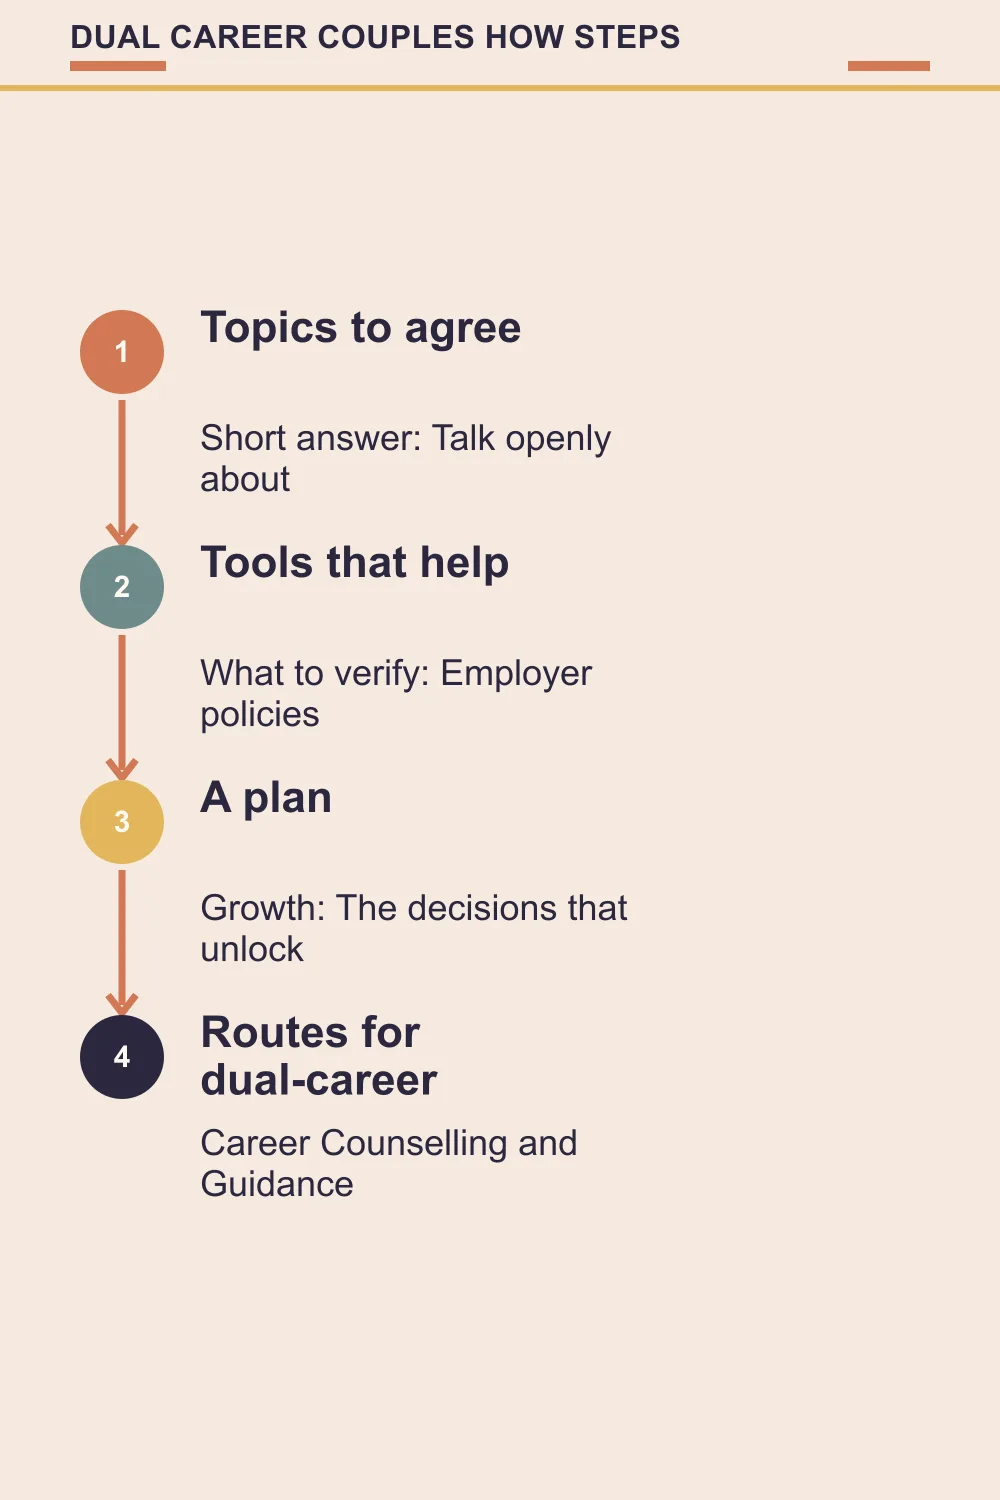 DUAL CAREER COUPLES HOW STEPS
1
Topics to agree
Short answer: Talk openly
about
2
Tools that help
What to verify: Employer
policies
3
A plan
Growth: The decisions that
unlock
4
Routes for
dual-career
Career Counselling and
Guidance